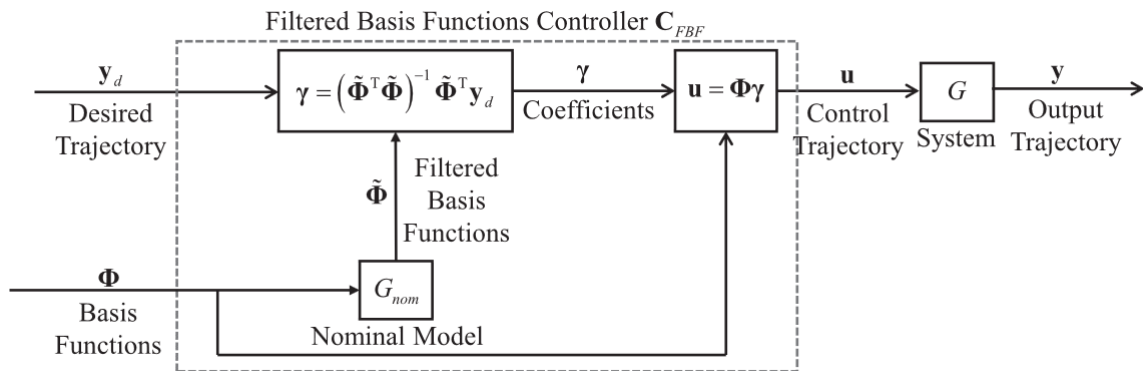 Filtered Basis Functions Controller C_FBF
y_d
Desired
Trajectory
γ = (Φ̃ᵀΦ̃)⁻¹ Φ̃ᵀy_d
γ
Coefficients
u = Φγ
u
Control
Trajectory
G
System
y
Output
Trajectory
Φ̃
Filtered
Basis
Functions
Φ
Basis
Functions
G_nom
Nominal Model